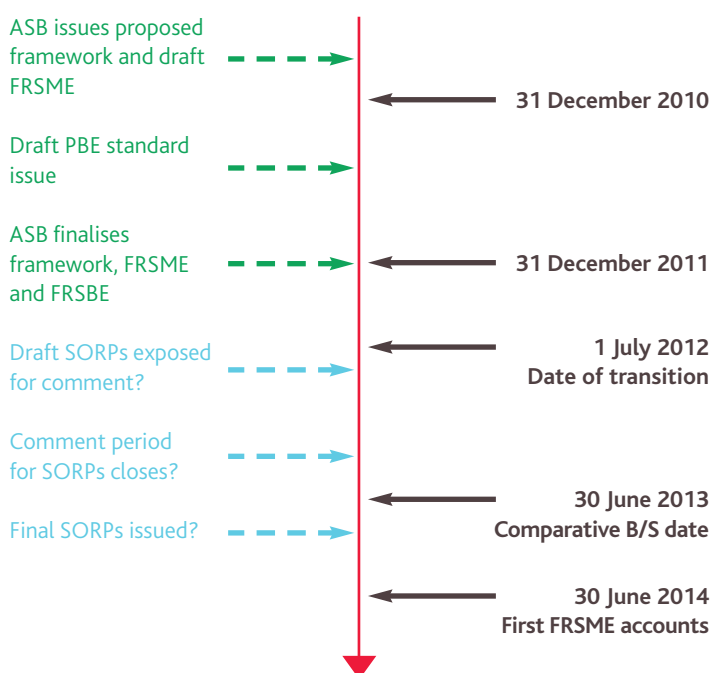 ASB issues proposed
framework and draft
FRSME
31 December 2010
Draft PBE standard
issue
ASB finalises
framework, FRSME
and FRSBE
31 December 2011
Draft SORPs exposed
for comment?
1 July 2012
Date of transition
Comment period
for SORPs closes?
30 June 2013
Comparative B/S date
Final SORPs issued?
30 June 2014
First FRSME accounts